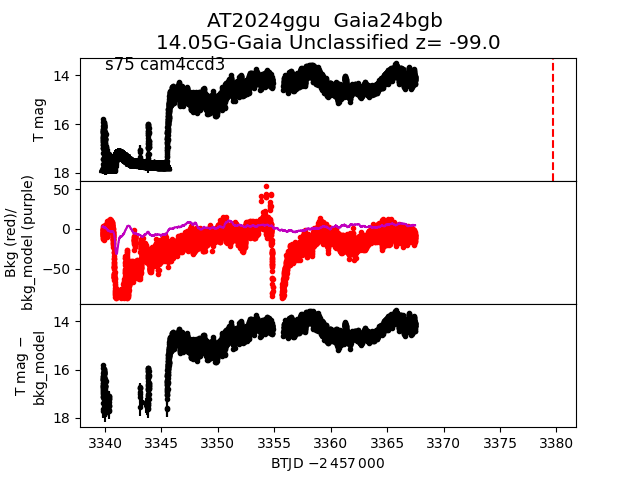 AT2024ggu  Gaia24bgb
14.05G-Gaia Unclassified z= -99.0
s75 cam4ccd3
14
16
18
T mag
50
0
−50
Bkg (red)/
bkg_model (purple)
14
16
18
T mag −
bkg_model
3340 3345 3350 3355 3360 3365 3370 3375 3380
BTJD −2 457 000